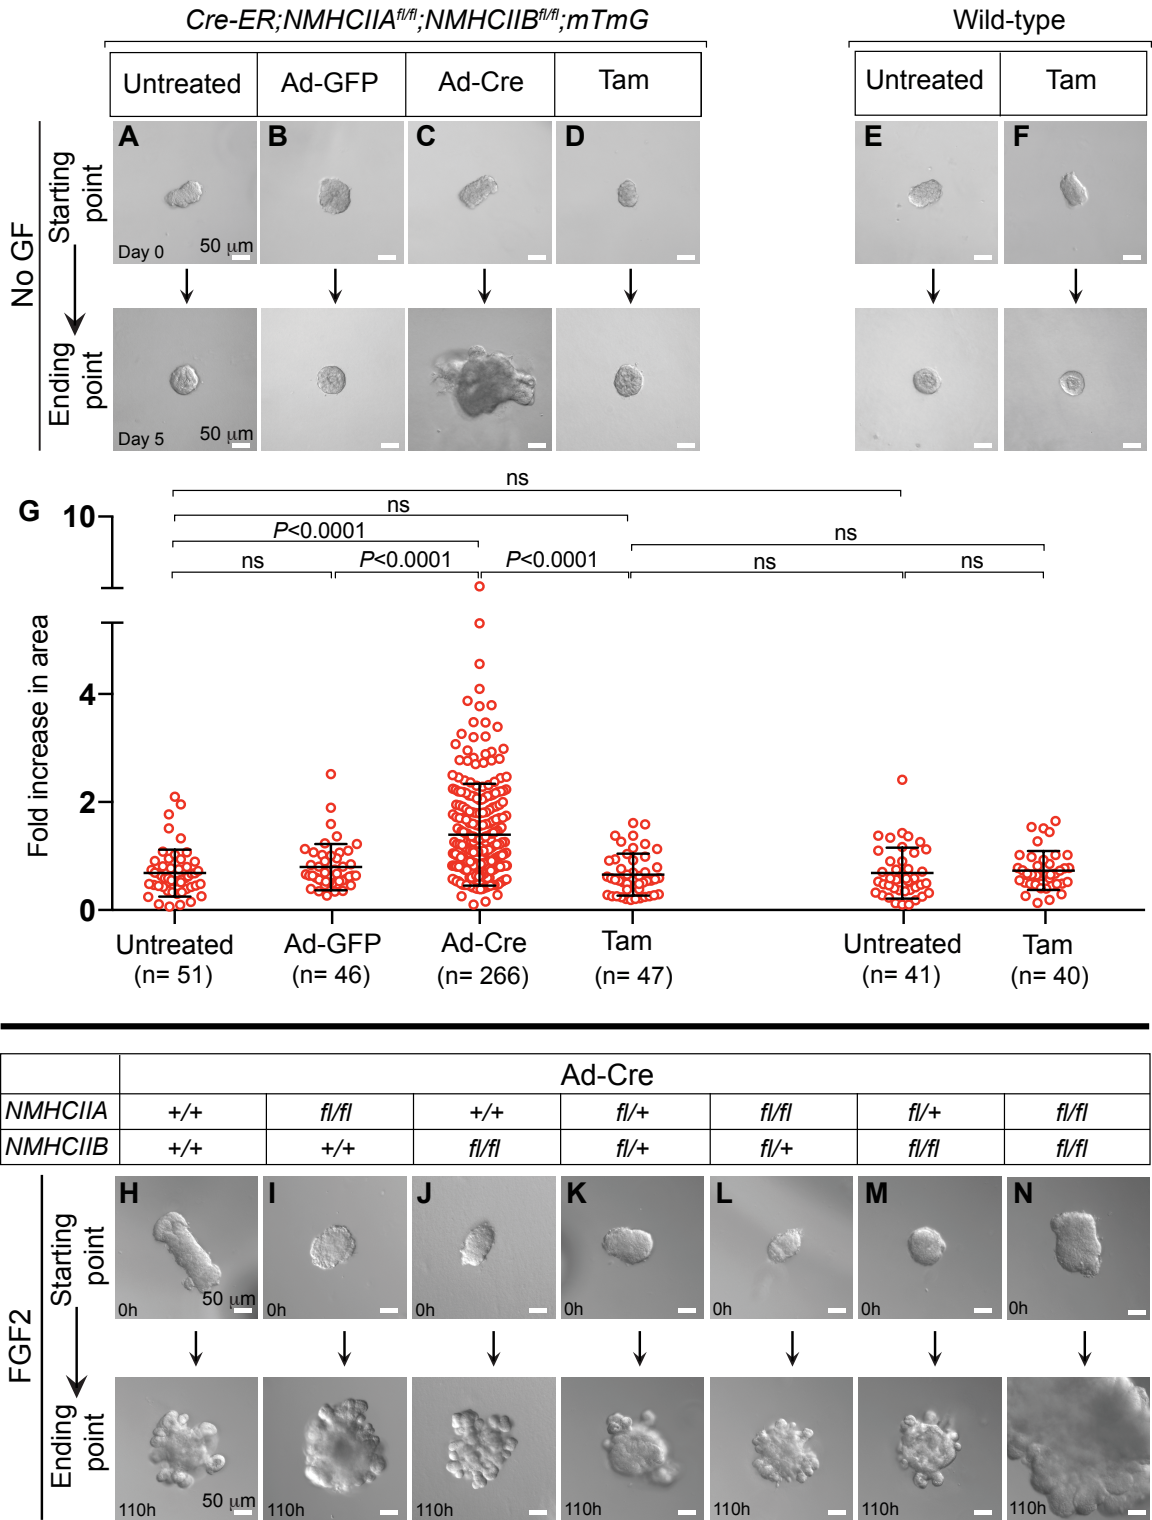 Cre-ER;NMHCIIAfl/fl;NMHCIIBfl/fl;mTmG
Wild-type
Untreated Ad-GFP Ad-Cre Tam Untreated Tam
No GF
Starting point
A B C D E F
Day 0 50 µm
Ending point
Day 5 50 µm
G
ns
ns
P<0.0001 ns
ns P<0.0001 P<0.0001 ns ns
Fold increase in area
10
4
2
0
Untreated Ad-GFP Ad-Cre Tam Untreated Tam
(n= 51) (n= 46) (n= 266) (n= 47) (n= 41) (n= 40)
Ad-Cre
NMHCIIA +/+ fl/fl +/+ fl/+ fl/fl fl/+ fl/fl
NMHCIIB +/+ +/+ fl/fl fl/+ fl/+ fl/fl fl/fl
FGF2
Starting point
H I J K L M N
50 µm
0h 0h 0h 0h 0h 0h 0h
Ending point
50 µm
110h 110h 110h 110h 110h 110h 110h